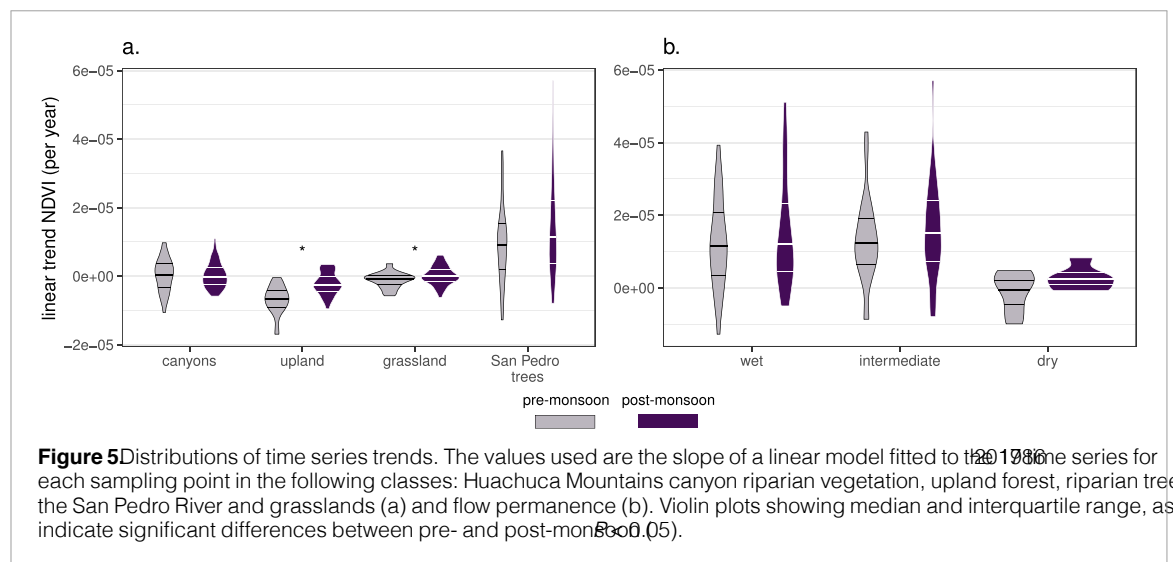 a.
b.
linear trend NDVI (per year)
6e−05
4e−05
2e−05
0e+00
−2e−05
6e−05
4e−05
2e−05
0e+00
*
*
canyons
upland
grassland
San Pedro
trees
wet
intermediate
dry
pre-monsoon
post-monsoon
Figure 5. Distributions of time series trends. The values used are the slope of a linear model fitted to the time series for
each sampling point in the following classes: Huachuca Mountains canyon riparian vegetation, upland forest, riparian tree
the San Pedro River and grasslands (a) and flow permanence (b). Violin plots showing median and interquartile range, as
indicate significant differences between pre- and post-monsoon (P < 0.05).